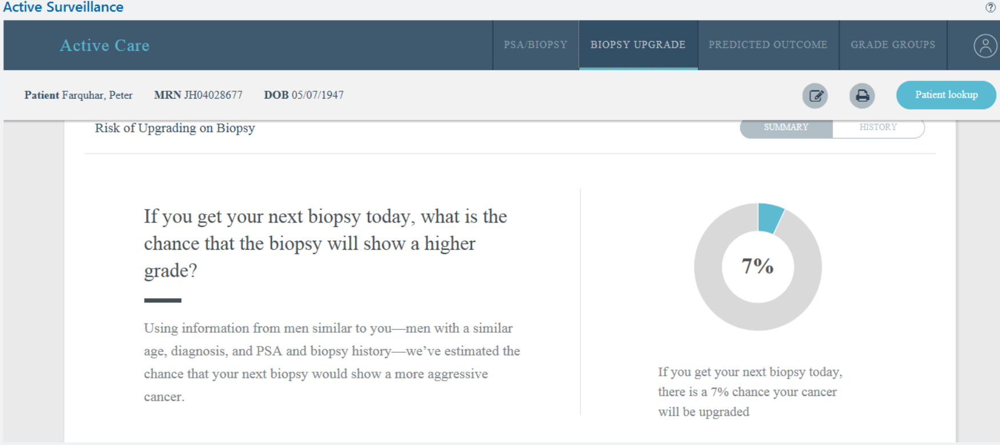 Active Surveillance
?
Active Care
PSA/BIOPSY
BIOPSY UPGRADE
PREDICTED OUTCOME
GRADE GROUPS
Patient Farquhar, Peter MRN JH04028677 DOB 05/07/1947
Patient lookup
Risk of Upgrading on Biopsy
SUMMARY
HISTORY
If you get your next biopsy today, what is the
chance that the biopsy will show a higher
grade?
Using information from men similar to you—men with a similar
age, diagnosis, and PSA and biopsy history—we’ve estimated the
chance that your next biopsy would show a more aggressive
cancer.
7%
If you get your next biopsy today,
there is a 7% chance your cancer
will be upgraded